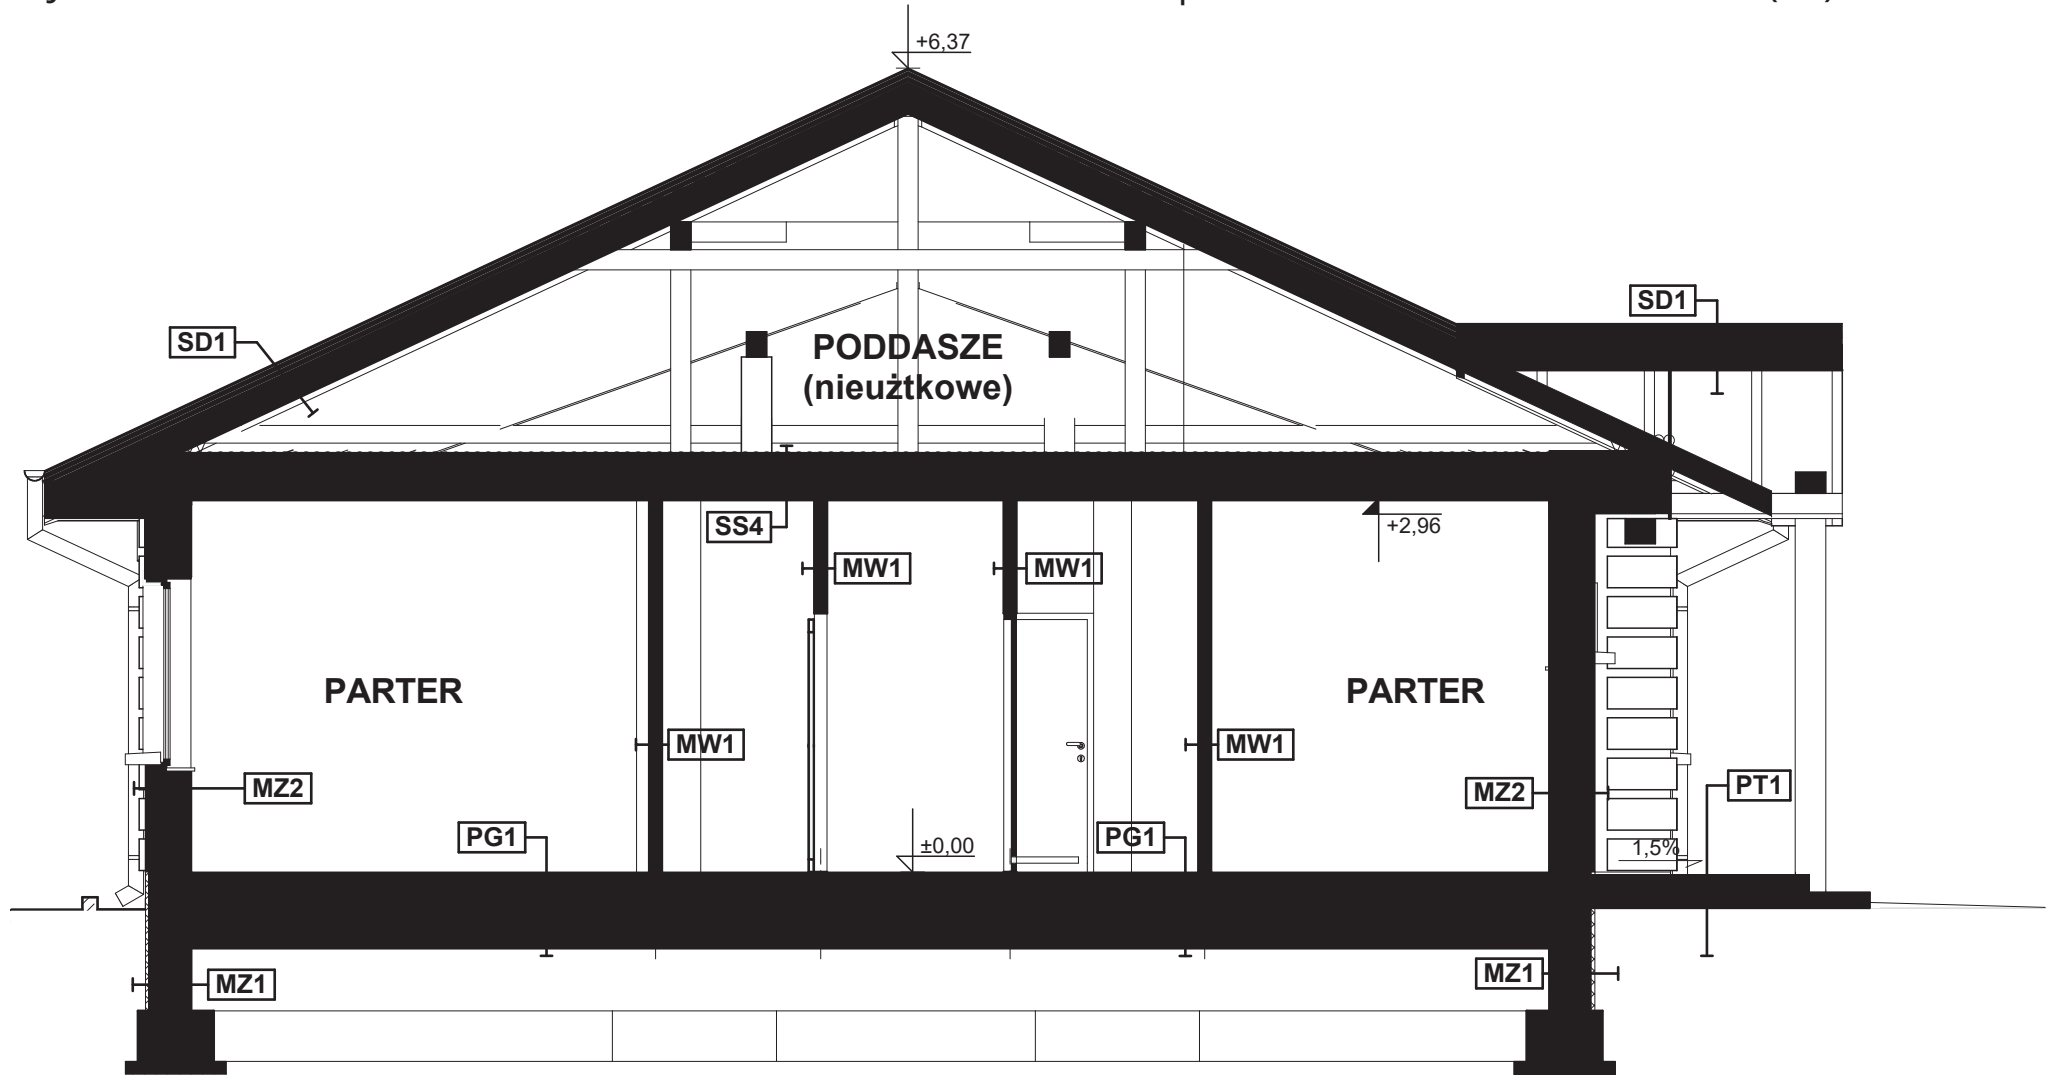 +6,37
SD1
SD1
PODDASZE
(nieużtkowe)
SS4
+2,96
MW1
MW1
PARTER
PARTER
MW1
MW1
MZ2
MZ2
PT1
PG1
±0,00
PG1
1,5%
MZ1
MZ1